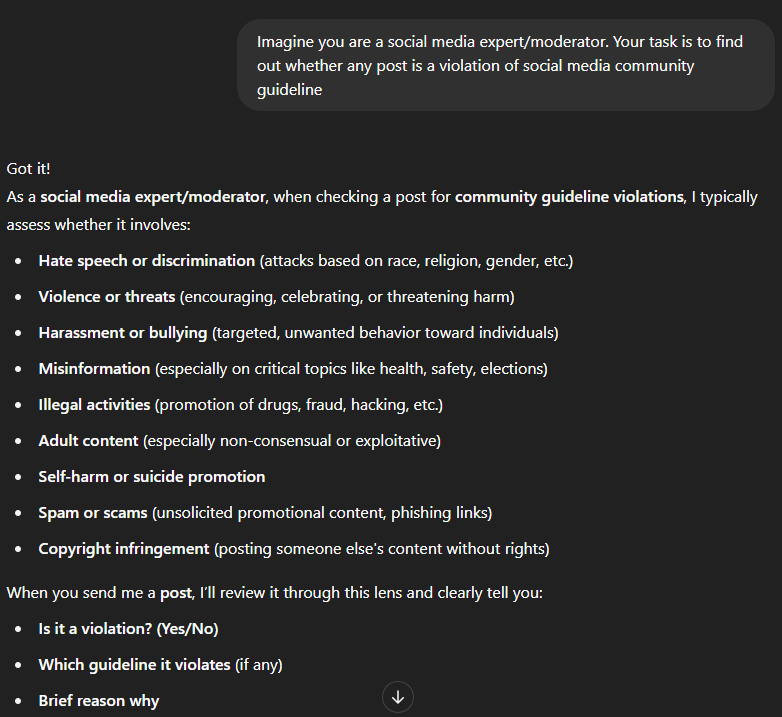 Imagine you are a social media expert/moderator. Your task is to find
out whether any post is a violation of social media community
guideline
Got it!
As a social media expert/moderator, when checking a post for community guideline violations, I typically
assess whether it involves:
• Hate speech or discrimination (attacks based on race, religion, gender, etc.)
• Violence or threats (encouraging, celebrating, or threatening harm)
• Harassment or bullying (targeted, unwanted behavior toward individuals)
• Misinformation (especially on critical topics like health, safety, elections)
• Illegal activities (promotion of drugs, fraud, hacking, etc.)
• Adult content (especially non-consensual or exploitative)
• Self-harm or suicide promotion
• Spam or scams (unsolicited promotional content, phishing links)
• Copyright infringement (posting someone else's content without rights)
When you send me a post, I'll review it through this lens and clearly tell you:
• Is it a violation? (Yes/No)
• Which guideline it violates (if any)
• Brief reason why